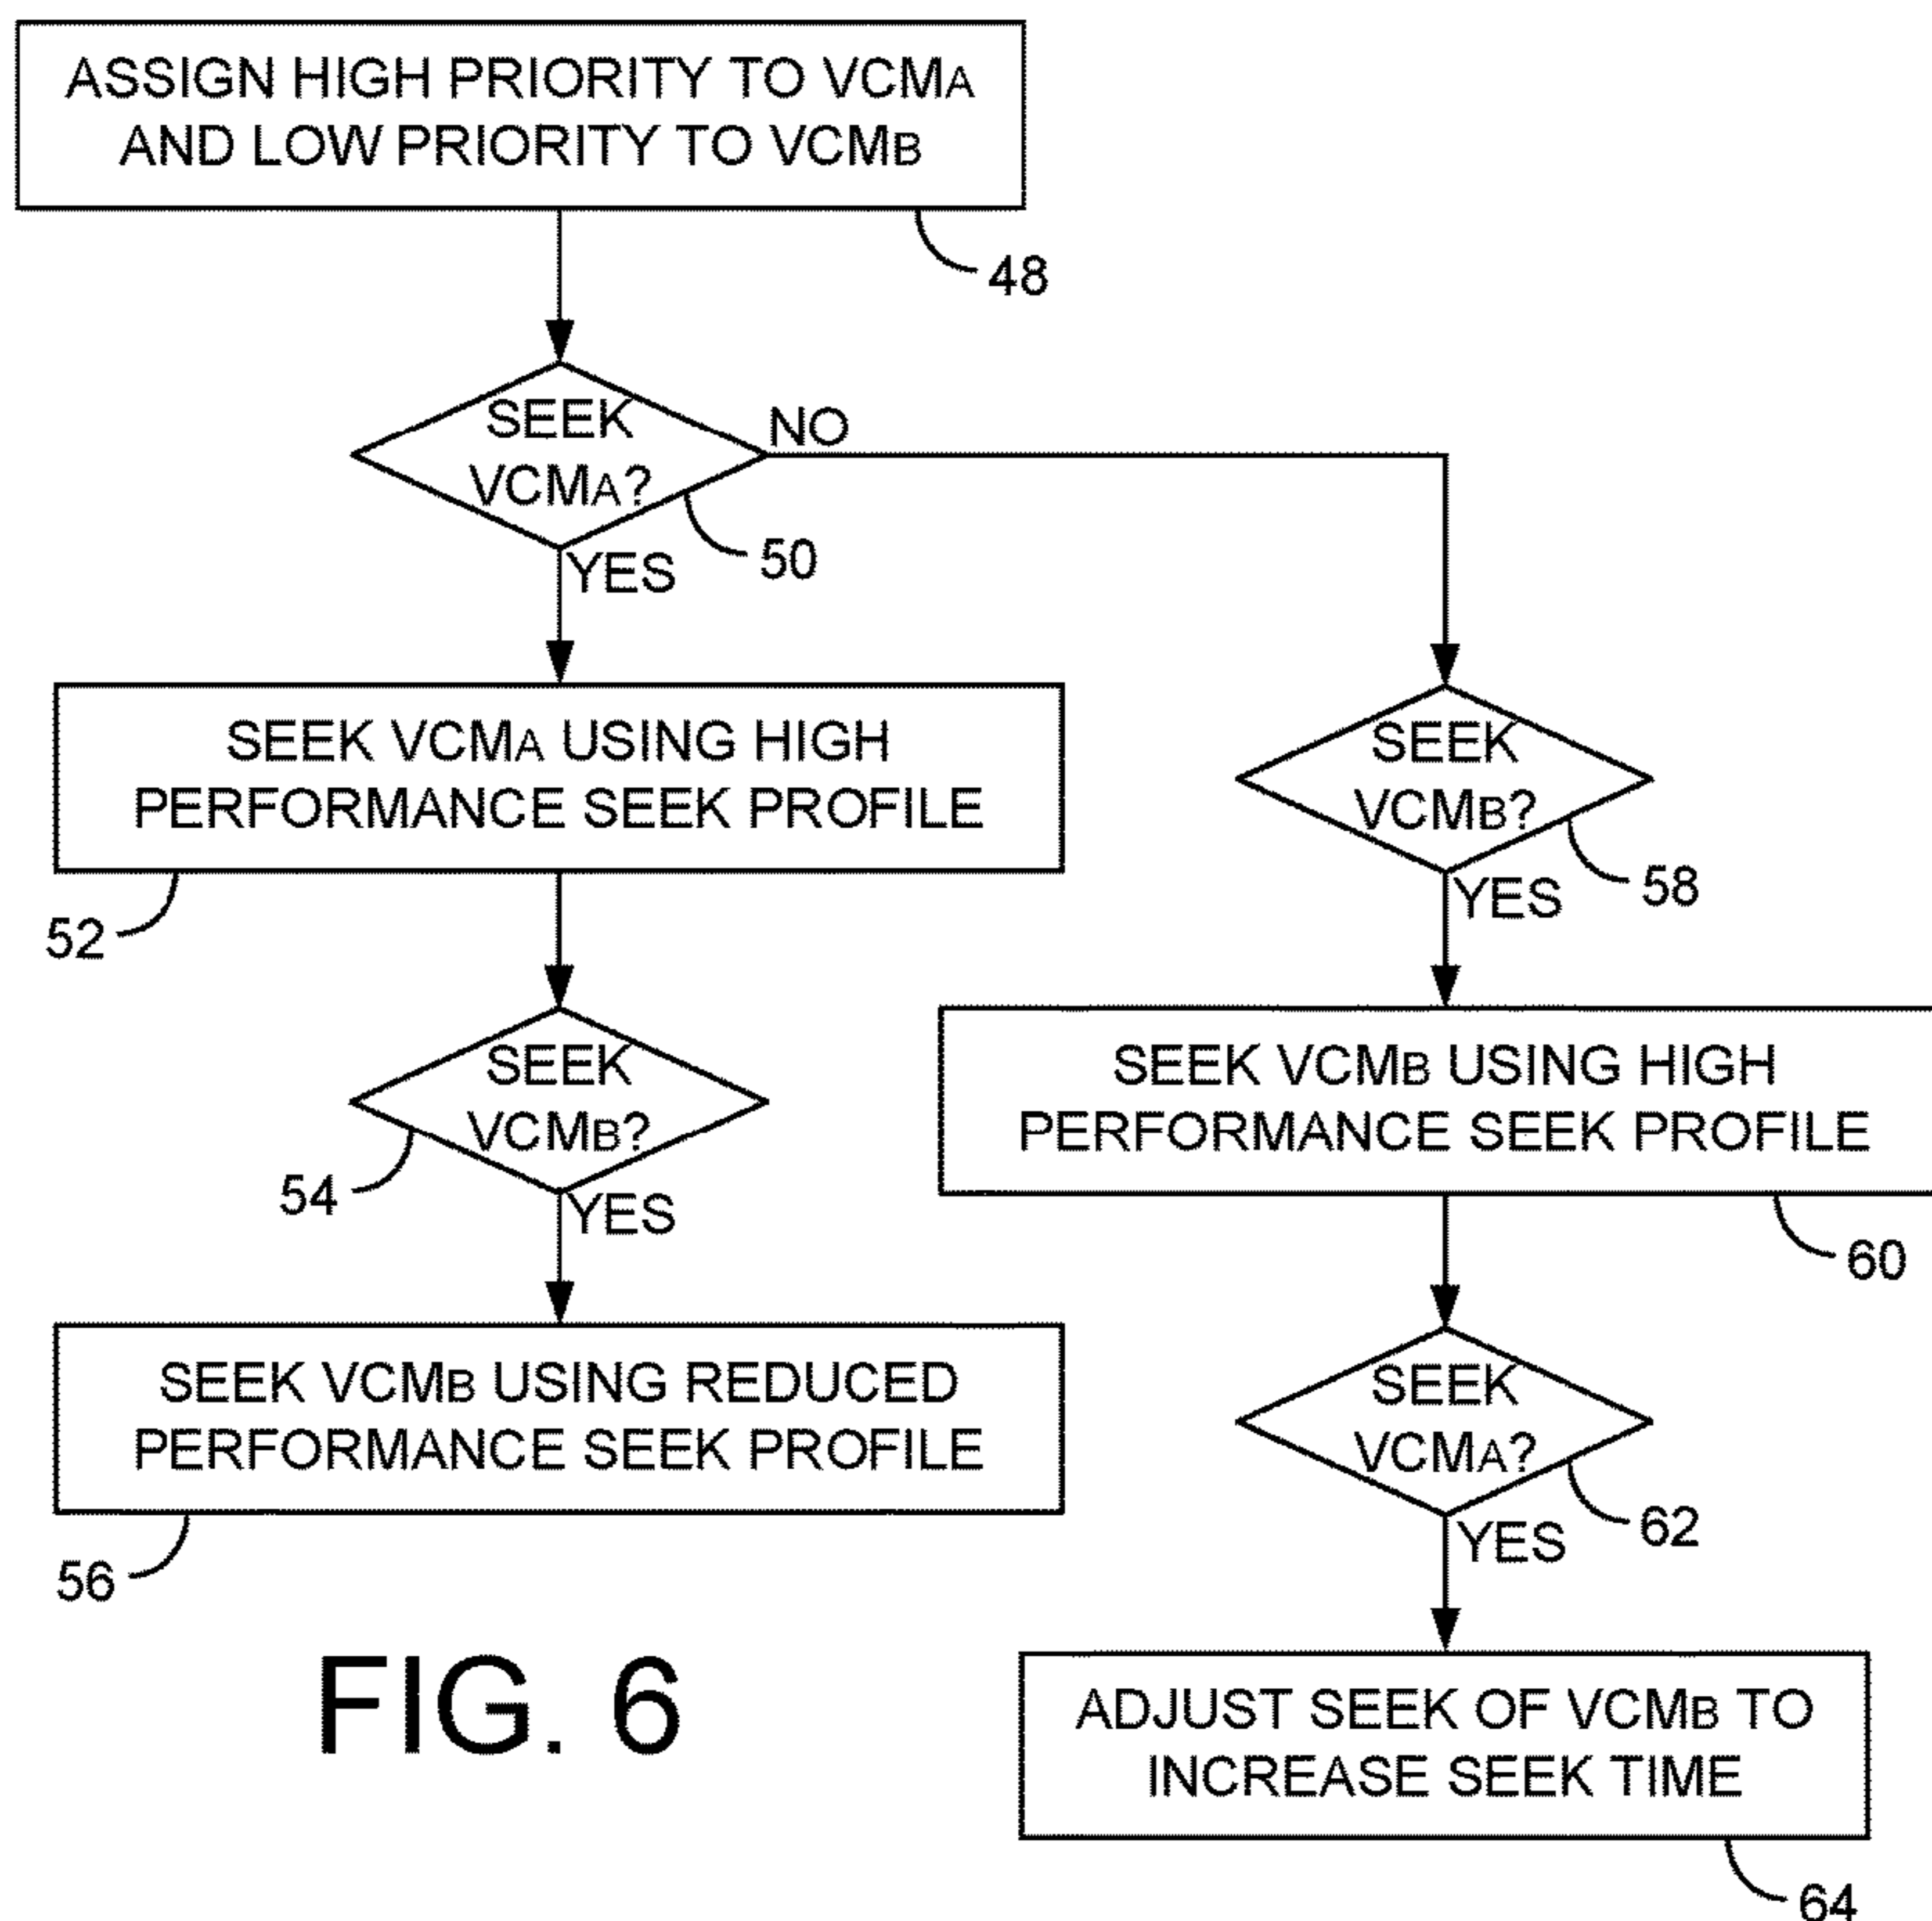 ASSIGN HIGH PRIORITY TO VCMA
AND LOW PRIORITY TO VCMB
48
SEEK
VCMA?
NO
50
YES
SEEK VCMA USING HIGH
PERFORMANCE SEEK PROFILE
52
SEEK
VCMB?
54
YES
SEEK VCMB USING REDUCED
PERFORMANCE SEEK PROFILE
56
SEEK
VCMB?
58
YES
SEEK VCMB USING HIGH
PERFORMANCE SEEK PROFILE
60
SEEK
VCMA?
62
YES
ADJUST SEEK OF VCMB TO
INCREASE SEEK TIME
64
FIG. 6